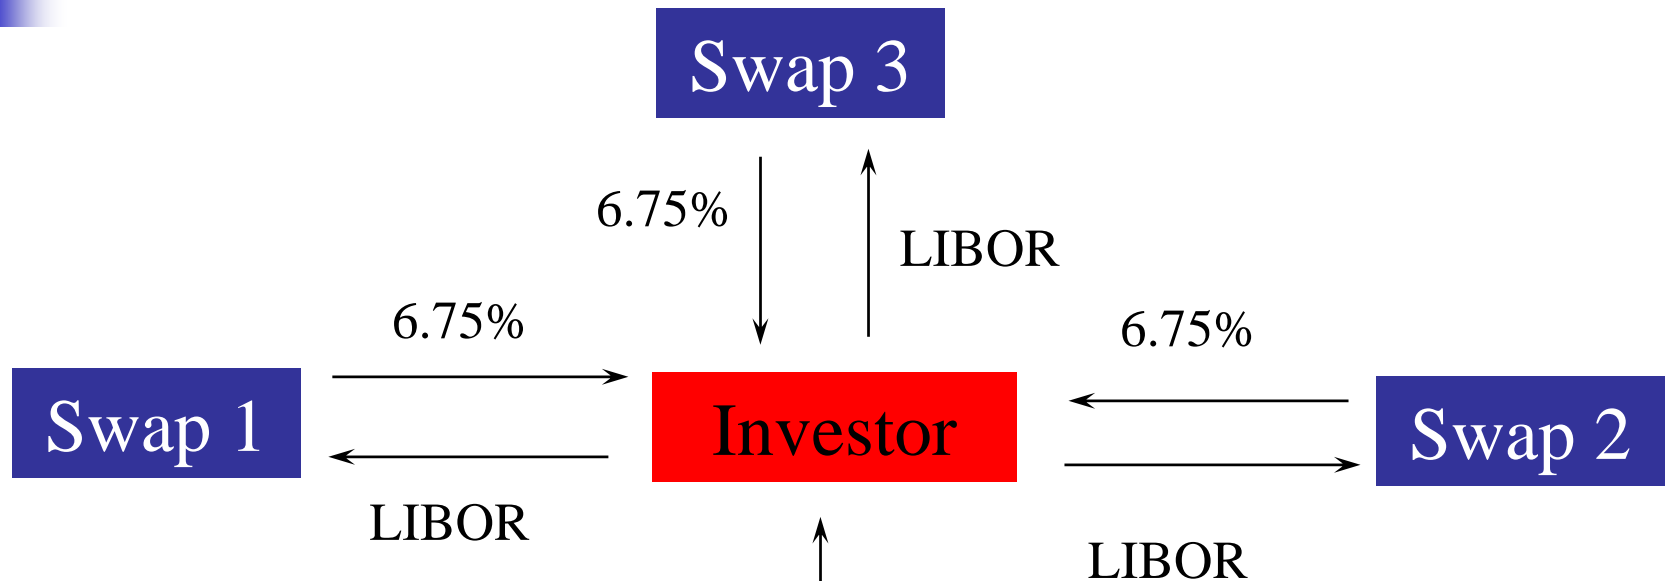 Swap 3
6.75%
LIBOR
6.75%
6.75%
Swap 1
Investor
Swap 2
LIBOR
LIBOR